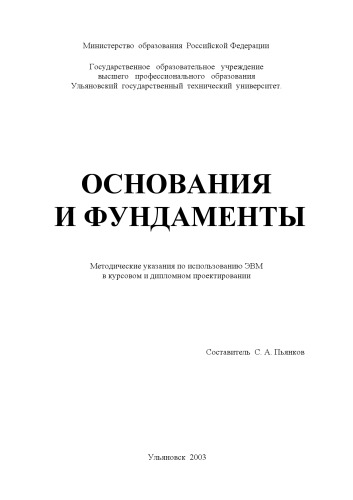 Министерство образования Российской Федерации
Государственное образовательное учреждение
высшего профессионального образования
Ульяновский государственный технический университет.
ОСНОВАНИЯ
И ФУНДАМЕНТЫ
Методические указания по использованию ЭВМ
в курсовом и дипломном проектировании
Составитель С. А. Пьянков
Ульяновск 2003